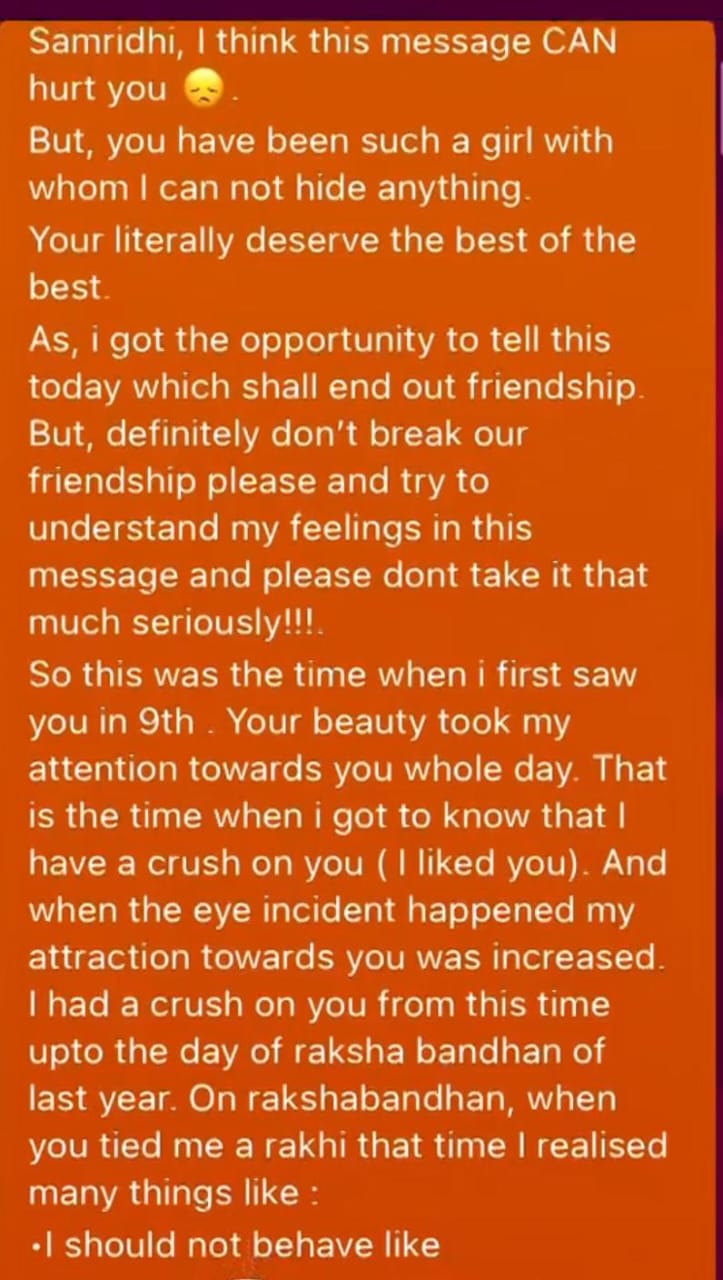 Samridhi, I think this message CAN
hurt you 😞 .
But, you have been such a girl with
whom I can not hide anything.
Your literally deserve the best of the
best.
As, i got the opportunity to tell this
today which shall end out friendship.
But, definitely don't break our
friendship please and try to
understand my feelings in this
message and please dont take it that
much seriously!!!.
So this was the time when i first saw
you in 9th . Your beauty took my
attention towards you whole day. That
is the time when i got to know that I
have a crush on you ( I liked you). And
when the eye incident happened my
attraction towards you was increased.
I had a crush on you from this time
upto the day of raksha bandhan of
last year. On rakshabandhan, when
you tied me a rakhi that time I realised
many things like :
•I should not behave like